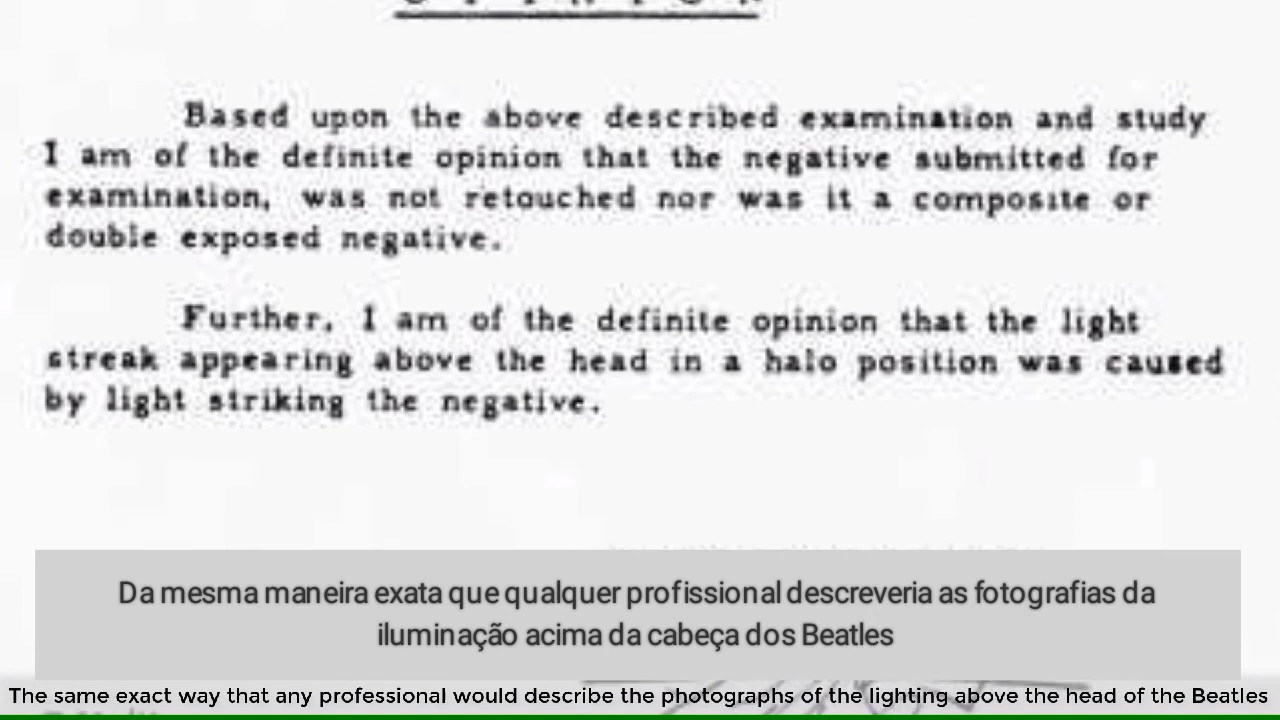 Based upon the above described examination and study
I am of the definite opinion that the negative submitted for
examination, was not retouched nor was it a composite or
double exposed negative.
Further, I am of the definite opinion that the light
streak appearing above the head in a halo position was caused
by light striking the negative.
Da mesma maneira exata que qualquer profissional descreveria as fotografias da
iluminação acima da cabeça dos Beatles
The same exact way that any professional would describe the photographs of the lighting above the head of the Beatles